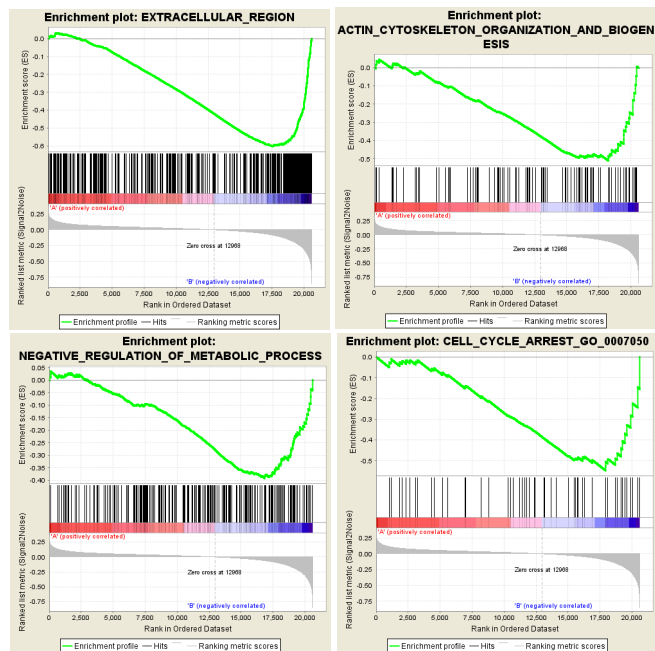 Enrichment plot: EXTRACELLULAR_REGION
Enrichment score (ES)
0.0
-0.1
-0.2
-0.3
-0.4
-0.5
-0.6
'A' (positively correlated)
Ranked list metric (Signal2Noise)
0.25
0.00
-0.25
-0.50
-0.75
Zero cross at 12968
'B' (negatively correlated)
0 2,500 5,000 7,500 10,000 12,500 15,000 17,500 20,000
Rank in Ordered Dataset
Enrichment profile Hits Ranking metric scores
Enrichment plot:
ACTIN_CYTOSKELETON_ORGANIZATION_AND_BIOGEN
ESIS
Enrichment score (ES)
0.0
-0.1
-0.2
-0.3
-0.4
-0.5
'A' (positively correlated)
Ranked list metric (Signal2Noise)
0.25
0.00
-0.25
-0.50
-0.75
Zero cross at 12968
'B' (negatively correlated)
0 2,500 5,000 7,500 10,000 12,500 15,000 17,500 20,000
Rank in Ordered Dataset
Enrichment profile Hits Ranking metric scores
Enrichment plot:
NEGATIVE_REGULATION_OF_METABOLIC_PROCESS
Enrichment score (ES)
0.05
0.00
-0.05
-0.10
-0.15
-0.20
-0.25
-0.30
-0.35
-0.40
'A' (positively correlated)
Ranked list metric (Signal2Noise)
0.25
0.00
-0.25
-0.50
-0.75
Zero cross at 12968
'B' (negatively correlated)
0 2,500 5,000 7,500 10,000 12,500 15,000 17,500 20,000
Rank in Ordered Dataset
Enrichment profile Hits Ranking metric scores
Enrichment plot: CELL_CYCLE_ARREST_GO_0007050
Enrichment score (ES)
0.0
-0.1
-0.2
-0.3
-0.4
-0.5
'A' (positively correlated)
Ranked list metric (Signal2Noise)
0.25
0.00
-0.25
-0.50
-0.75
Zero cross at 12968
'B' (negatively correlated)
0 2,500 5,000 7,500 10,000 12,500 15,000 17,500 20,000
Rank in Ordered Dataset
Enrichment profile Hits Ranking metric scores